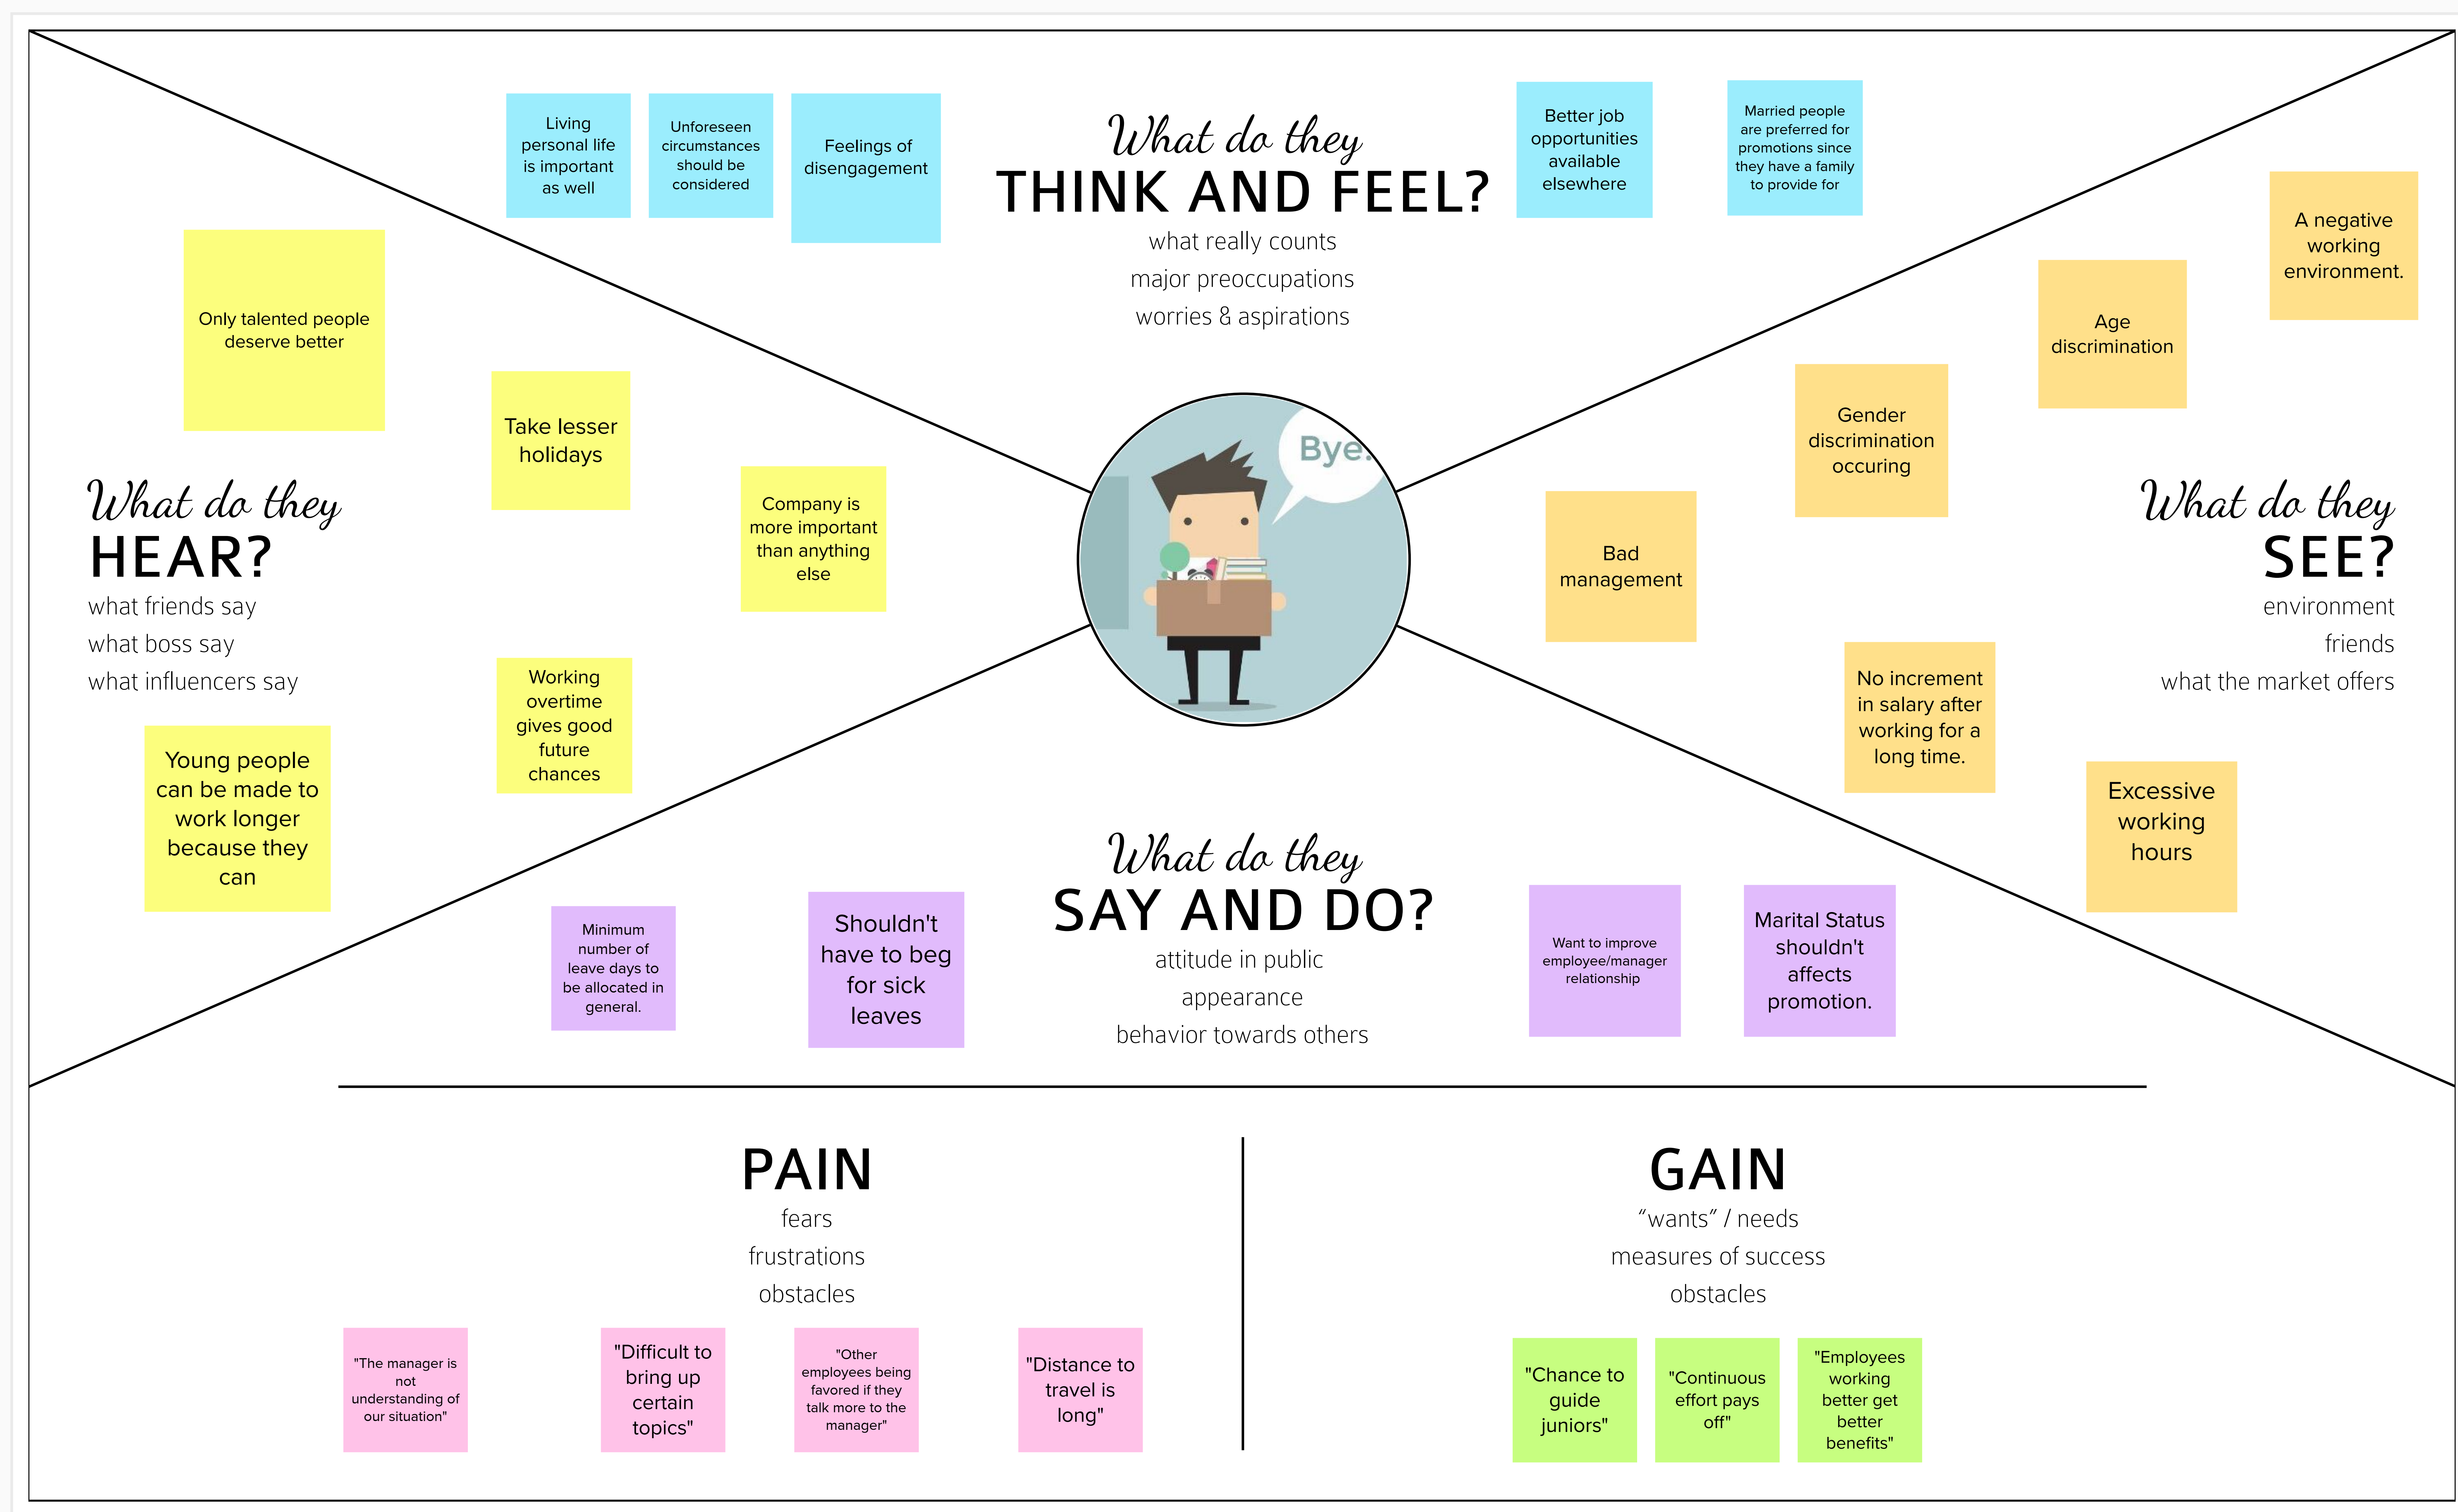 Living
personal life
is important
as well
Unforeseen
circumstances
should be
considered
Feelings of
disengagement
What do they
THINK AND FEEL?
what really counts
major preoccupations
worries & aspirations
Better job
opportunities
available
elsewhere
Married people
are preferred for
promotions since
they have a family
to provide for
Only talented people
deserve better
Take lesser
holidays
Company is
more important
than anything
else
What do they
HEAR?
what friends say
what boss say
what influencers say
Working
overtime
gives good
future
chances
Young people
can be made to
work longer
because they
can
Bye.
A negative
working
environment.
Age
discrimination
Gender
discrimination
occuring
Bad
management
What do they
SEE?
environment
friends
what the market offers
No increment
in salary after
working for a
long time.
Excessive
working
hours
Minimum
number of
leave days to
be allocated in
general.
Shouldn't
have to beg
for sick
leaves
What do they
SAY AND DO?
attitude in public
appearance
behavior towards others
Want to improve
employee/manager
relationship
Marital Status
shouldn't
affects
promotion.
PAIN
fears
frustrations
obstacles
"The manager is
not
understanding of
our situation"
"Difficult to
bring up
certain
topics"
"Other
employees being
favored if they
talk more to the
manager"
"Distance to
travel is
long"
GAIN
“wants” / needs
measures of success
obstacles
"Chance to
guide
juniors"
"Continuous
effort pays
off"
"Employees
working
better get
better
benefits"